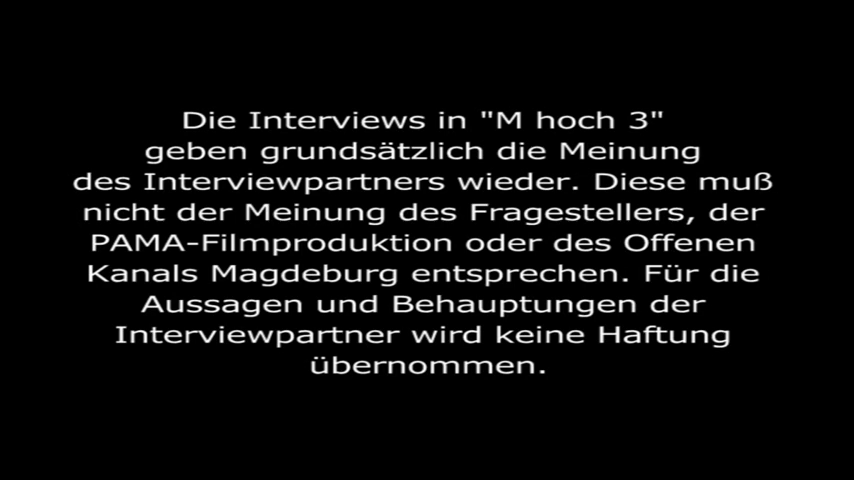 Die Interviews in "M hoch 3"
geben grundsätzlich die Meinung
des Interviewpartners wieder. Diese muß
nicht der Meinung des Fragestellers, der
PAMA-Filmproduktion oder des Offenen
Kanals Magdeburg entsprechen. Für die
Aussagen und Behauptungen der
Interviewpartner wird keine Haftung
übernommen.